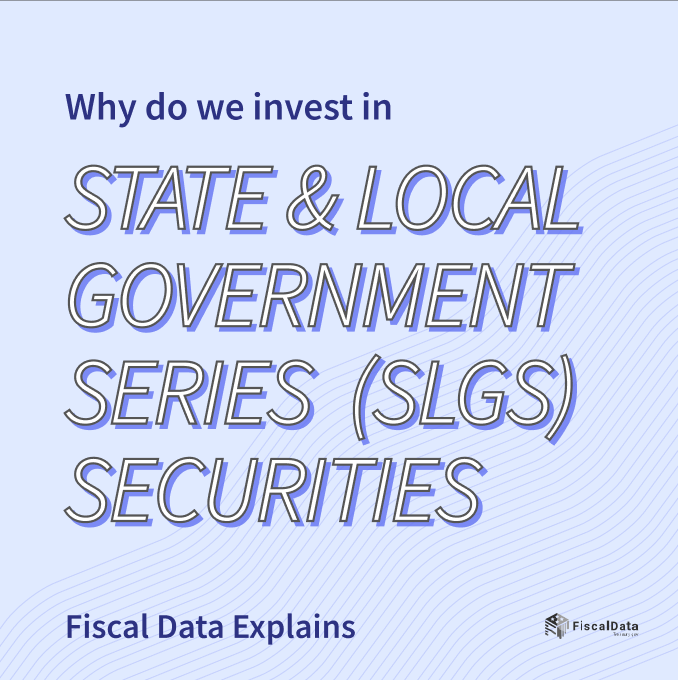 Why do we invest in
STATE & LOCAL
GOVERNMENT
SERIES (SLGS)
SECURITIES
Fiscal Data Explains
FiscalData